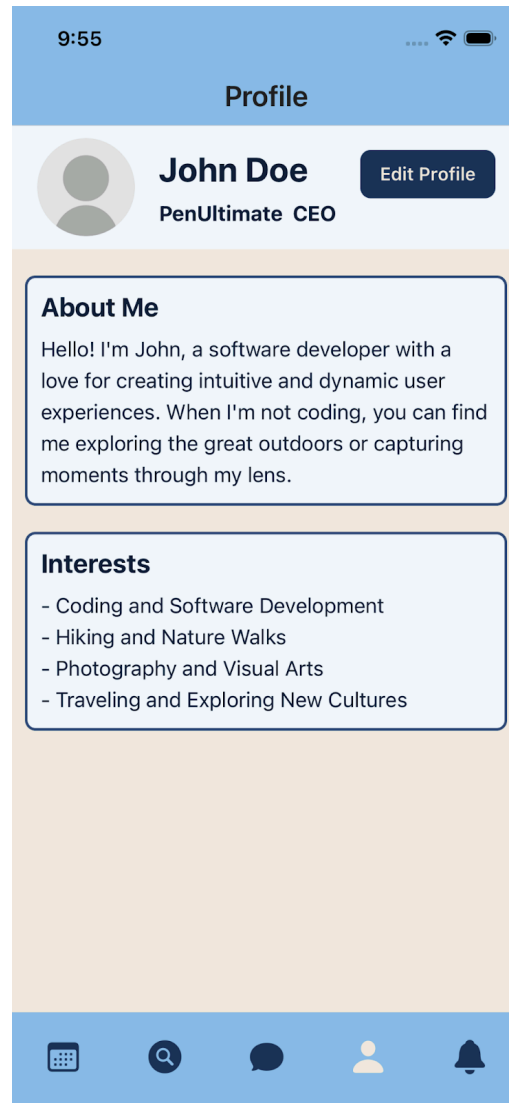 9:55
Profile
John Doe
Edit Profile
PenUltimate CEO
About Me
Hello! I'm John, a software developer with a
love for creating intuitive and dynamic user
experiences. When I'm not coding, you can find
me exploring the great outdoors or capturing
moments through my lens.
Interests
- Coding and Software Development
- Hiking and Nature Walks
- Photography and Visual Arts
- Traveling and Exploring New Cultures